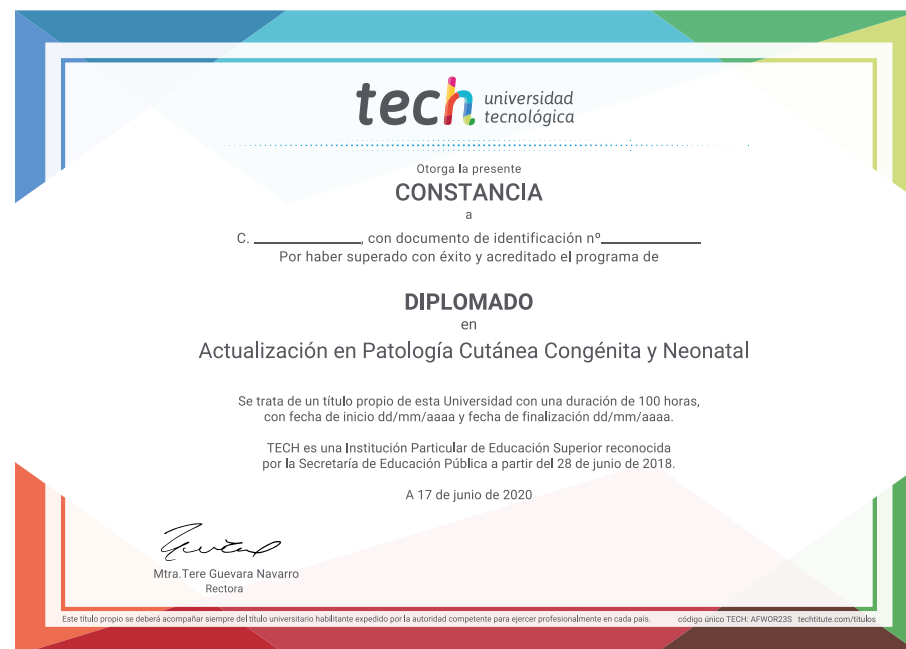 tech universidad
tecnológica
Otorga la presente
CONSTANCIA
a
C. ____________, con documento de identificación nº____________
Por haber superado con éxito y acreditado el programa de
DIPLOMADO
en
Actualización en Patología Cutánea Congénita y Neonatal
Se trata de un título propio de esta Universidad con una duración de 100 horas,
con fecha de inicio dd/mm/aaaa y fecha de finalización dd/mm/aaaa.
TECH es una Institución Particular de Educación Superior reconocida
por la Secretaría de Educación Pública a partir del 28 de junio de 2018.
A 17 de junio de 2020
Mtra.Tere Guevara Navarro
Rectora
Este título propio se deberá acompañar siempre del título universitario habilitante expedido por la autoridad competente para ejercer profesionalmente en cada país. código único TECH: AFWOR23S techtitute.com/titulos